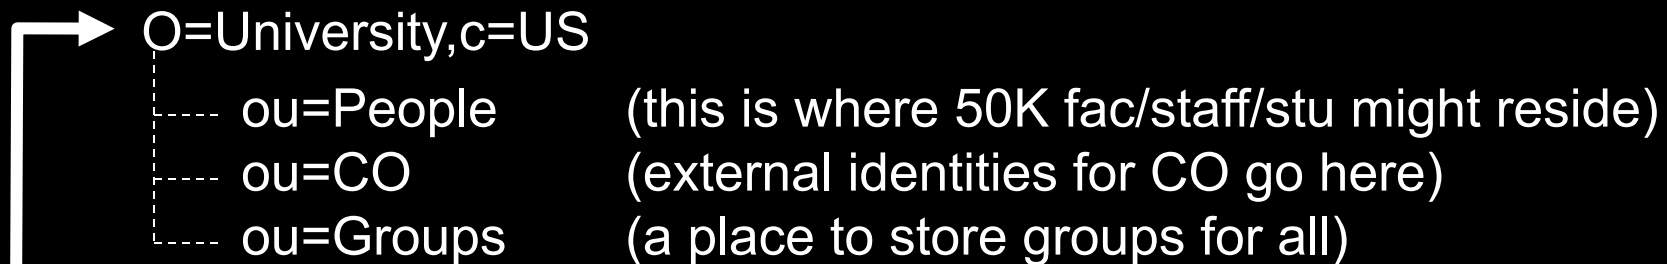 O=University,c=US
ou=People (this is where 50K fac/staff/stu might reside)
ou=CO (external identities for CO go here)
ou=Groups (a place to store groups for all)